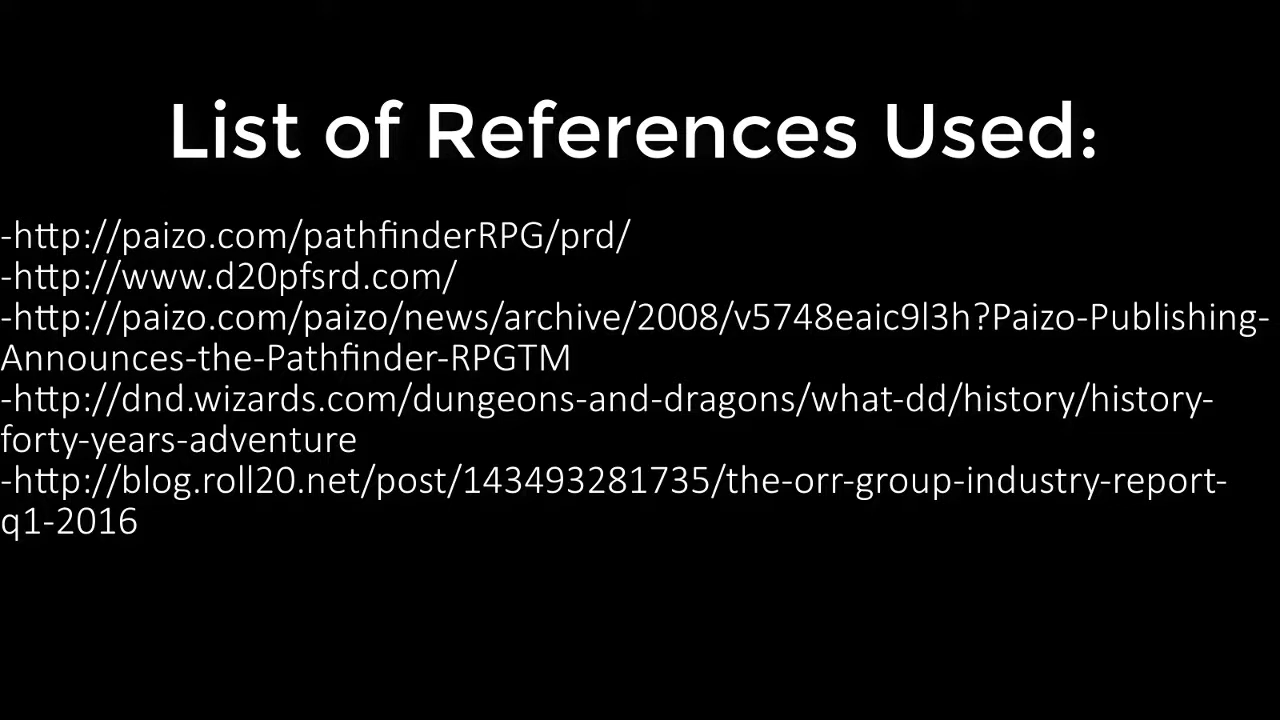 List of References Used:
-http://paizo.com/pathfinderRPG/prd/
-http://www.d20pfsrd.com/
-http://paizo.com/paizo/news/archive/2008/v5748eaic9l3h?Paizo-Publishing-
Announces-the-Pathfinder-RPGTM
-http://dnd.wizards.com/dungeons-and-dragons/what-dd/history/history-
forty-years-adventure
-http://blog.roll20.net/post/143493281735/the-orr-group-industry-report-
q1-2016